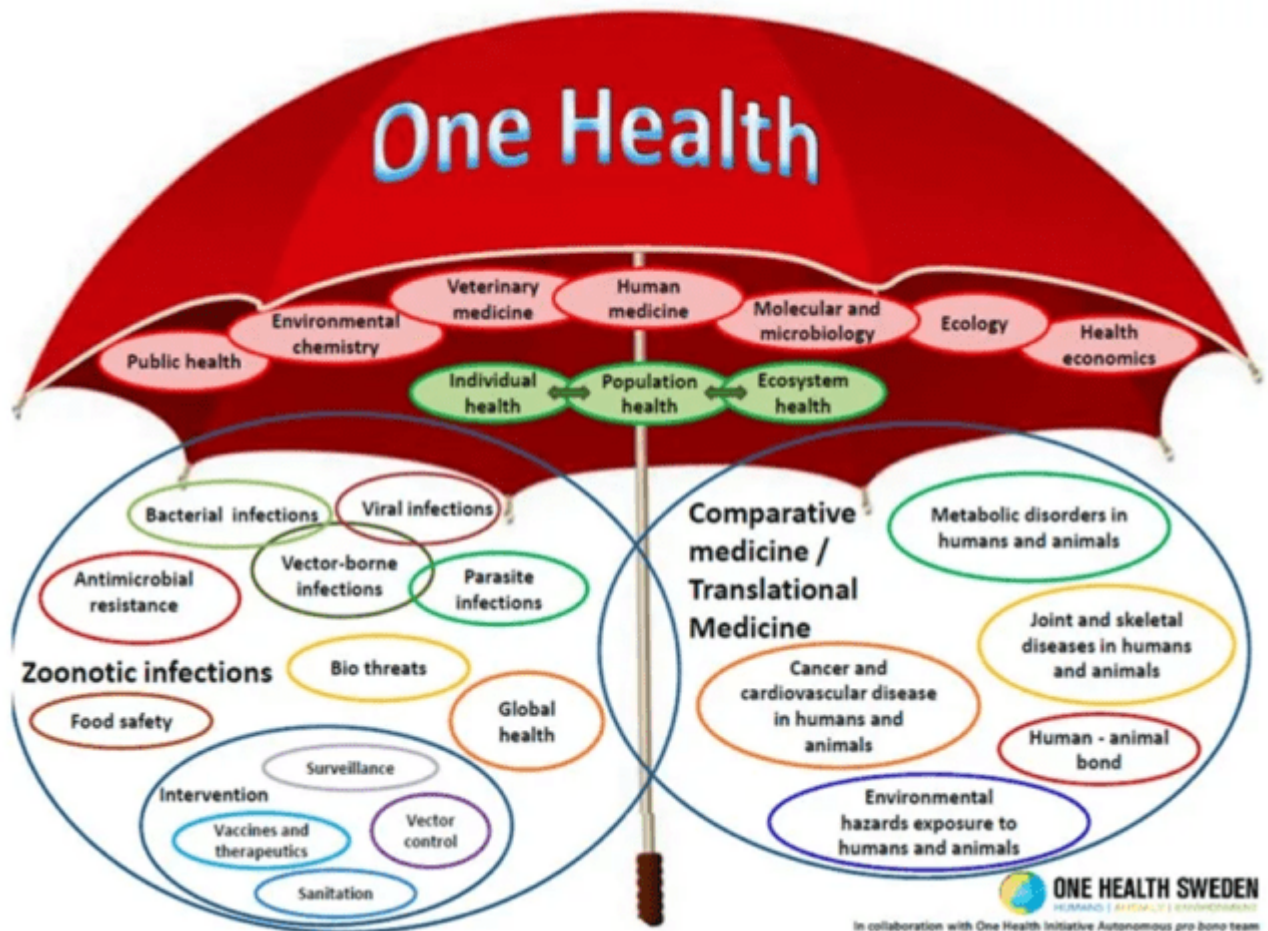 One Health
Veterinary
medicine
Human
medicine
Environmental
chemistry
Molecular and
microbiology
Ecology
Health
economics
Public health
Individual
health
Population
health
Ecosystem
health
Bacterial infections
Viral infections
Vector-borne
infections
Antimicrobial
resistance
Parasite
infections
Zoonotic infections
Bio threats
Food safety
Global
health
Surveillance
Intervention
Vaccines and
therapeutics
Vector
control
Sanitation
Comparative
medicine /
Translational
Medicine
Metabolic disorders in
humans and animals
Joint and skeletal
diseases in humans
and animals
Cancer and
cardiovascular disease
in humans and
animals
Human - animal
bond
Environmental
hazards exposure to
humans and animals
ONE HEALTH SWEDEN
HUMANS | ANIMALS | ENVIRONMENT
In collaboration with One Health Initiative Autonomous pro bono team